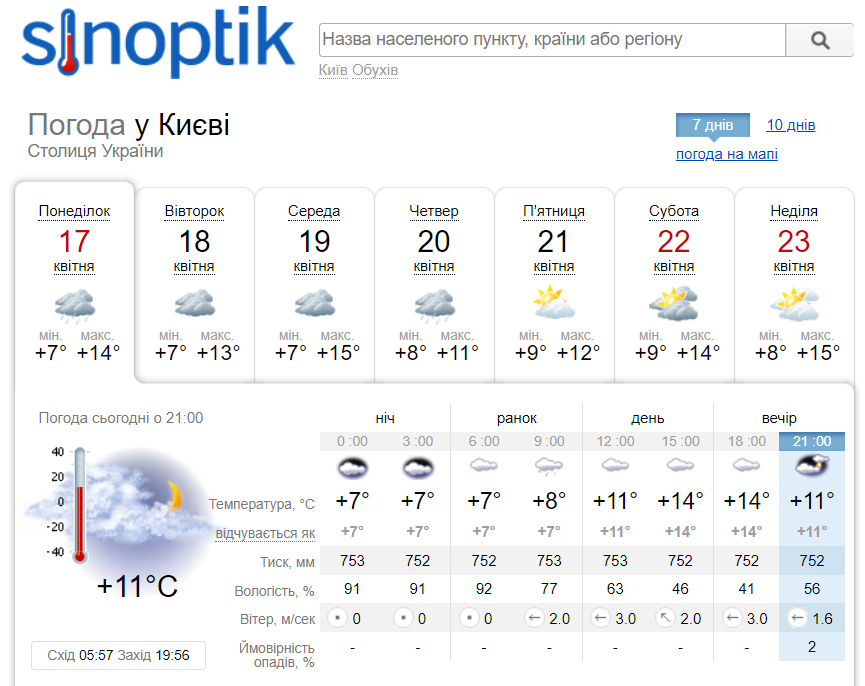 sinoptik
Назва населеного пункту, країни або регіону
Київ Обухів
Погода у Києві
Столиця України
7 днів 10 днів
погода на мапі
Понеділок Вівторок Середа Четвер П'ятниця Субота Неділя
17 18 19 20 21 22 23
квітня квітня квітня квітня квітня квітня квітня
мін. макс. мін. макс. мін. макс. мін. макс. мін. макс. мін. макс. мін. макс.
+7° +14° +7° +13° +7° +15° +8° +11° +9° +12° +9° +14° +8° +15°
Погода сьогодні о 21:00
ніч ранок день вечір
0 :00 3 :00 6 :00 9 :00 12 :00 15 :00 18 :00 21 :00
40
20
0
-20
-40
+11°C
Температура, °C +7° +7° +7° +8° +11° +14° +14° +11°
відчувається як +7° +7° +7° +7° +11° +14° +14° +11°
Тиск, мм 753 752 752 753 753 752 752 752
Вологість, % 91 91 92 77 63 46 41 56
Вітер, м/сек 0 0 0 2.0 3.0 2.0 3.0 1.6
Ймовірність
опадів, % - - - - - - - 2
Схід 05:57 Захід 19:56